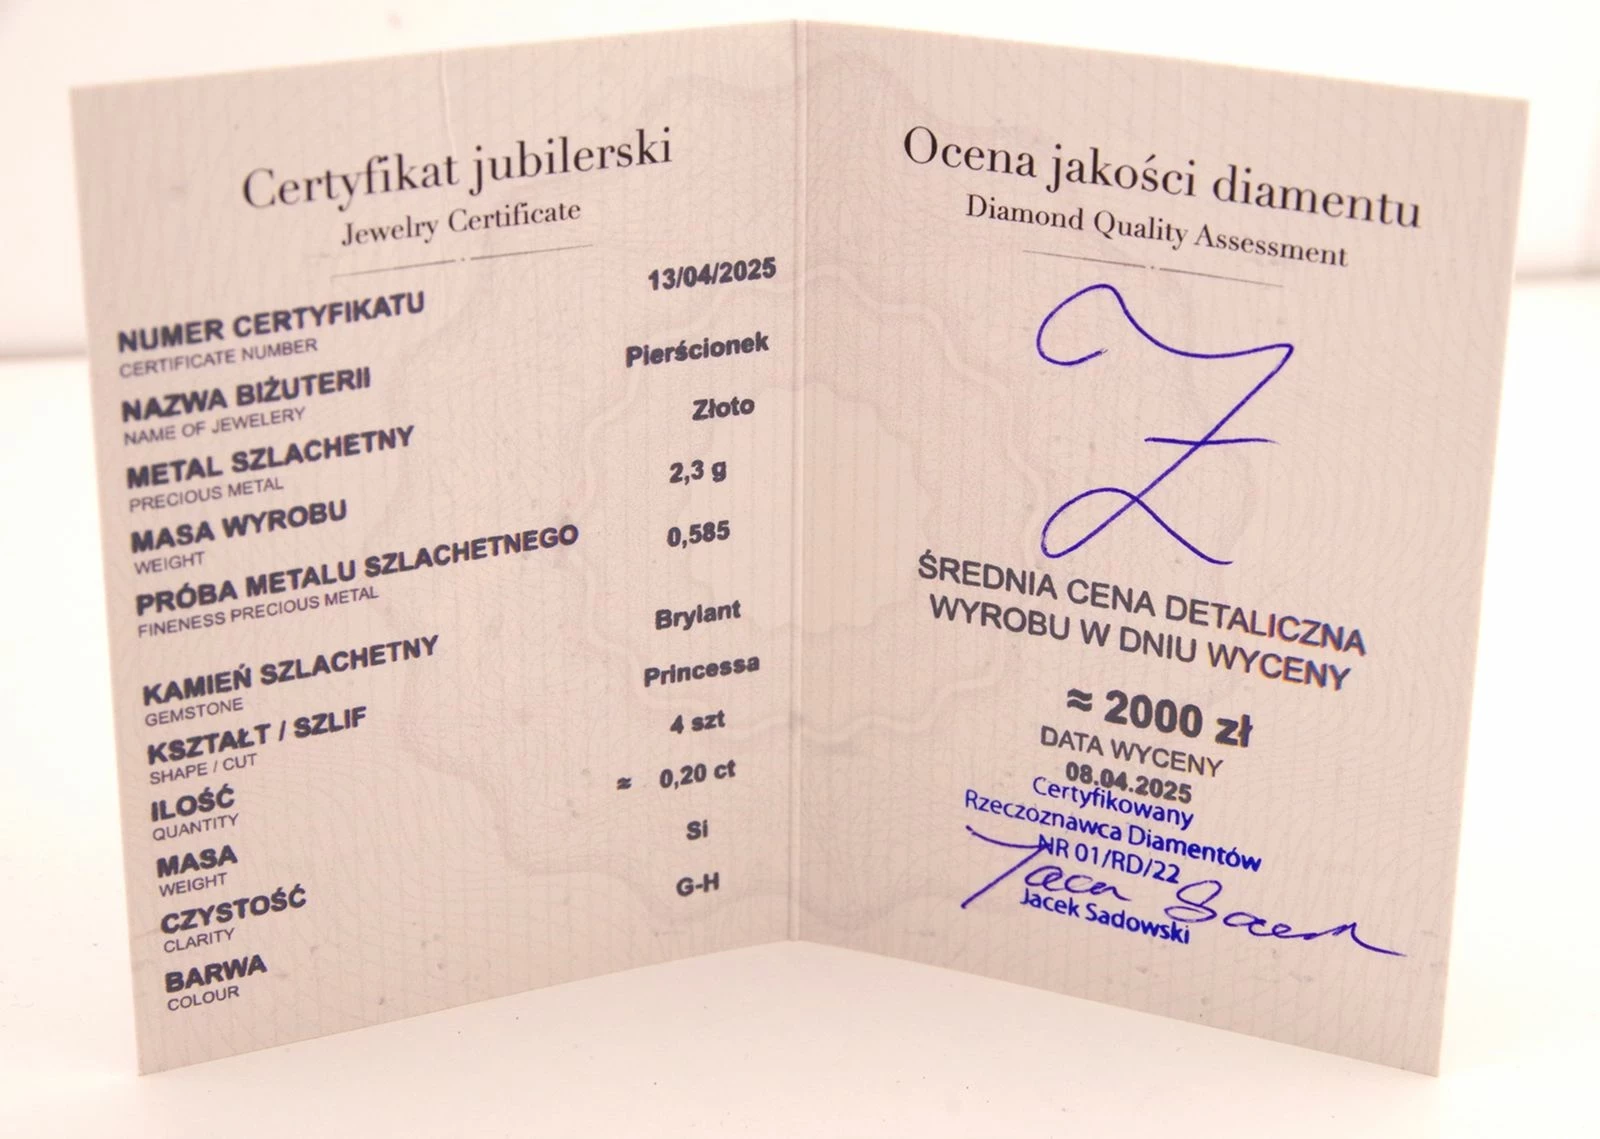 Certyfikat jubilerski
Jewelry Certificate
NUMER CERTYFIKATU 13/04/2025
CERTIFICATE NUMBER
NAZWA BIŻUTERII Pierścionek
NAME OF JEWELERY
METAL SZLACHETNY Złoto
PRECIOUS METAL
MASA WYROBU 2,3 g
WEIGHT
PRÓBA METALU SZLACHETNEGO 0,585
FINENESS PRECIOUS METAL
KAMIEŃ SZLACHETNY Brylant
GEMSTONE
KSZTAŁT / SZLIF Princessa
SHAPE / CUT
ILOŚĆ 4 szt
QUANTITY
MASA ≈ 0,20 ct
WEIGHT
CZYSTOŚĆ Si
CLARITY
BARWA G-H
COLOUR
Ocena jakości diamentu
Diamond Quality Assessment
ŚREDNIA CENA DETALICZNA
WYROBU W DNIU WYCENY
≈ 2000 zł
DATA WYCENY
08.04.2025
Certyfikowany
Rzeczoznawca Diamentów
NR 01/RD/22
Jacek Sadowski